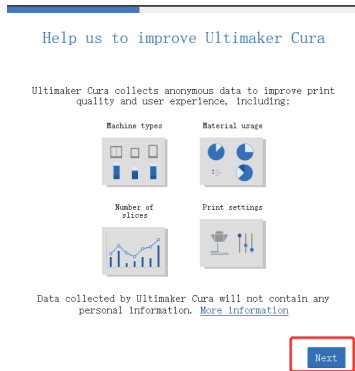 Help us to improve Ultimaker Cura
Ultimaker Cura collects anonymous data to improve print
quality and user experience, including:
Machine types
Material usage
Number of
slices
Print settings
Data collected by Ultimaker Cura will not contain any
personal information. More information
Next